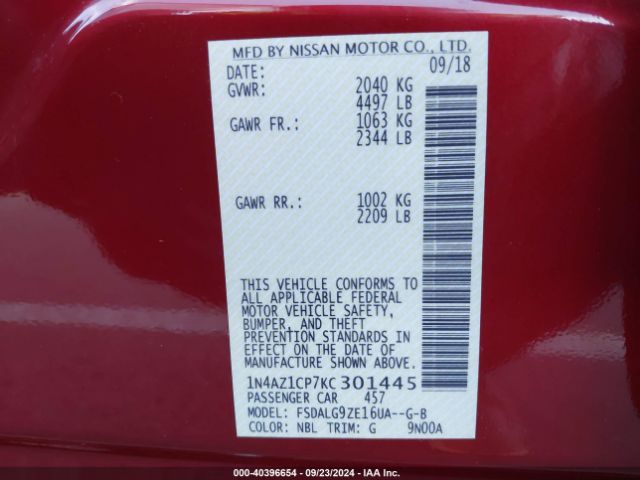 MFD BY NISSAN MOTOR CO., LTD.
DATE: 09/18
GVWR: 2040 KG
4497 LB
GAWR FR.: 1063 KG
2344 LB
GAWR RR.: 1002 KG
2209 LB
THIS VEHICLE CONFORMS TO
ALL APPLICABLE FEDERAL
MOTOR VEHICLE SAFETY,
BUMPER, AND THEFT
PREVENTION STANDARDS IN
EFFECT ON THE DATE OF
MANUFACTURE SHOWN ABOVE.
1N4AZ1CP7KC301445
PASSENGER CAR 457
MODEL: FSDALG9ZE16UA--G-B
COLOR: NBL TRIM: G 9N00A
000-40396654 / 09/23/2024 / IAAI.COM